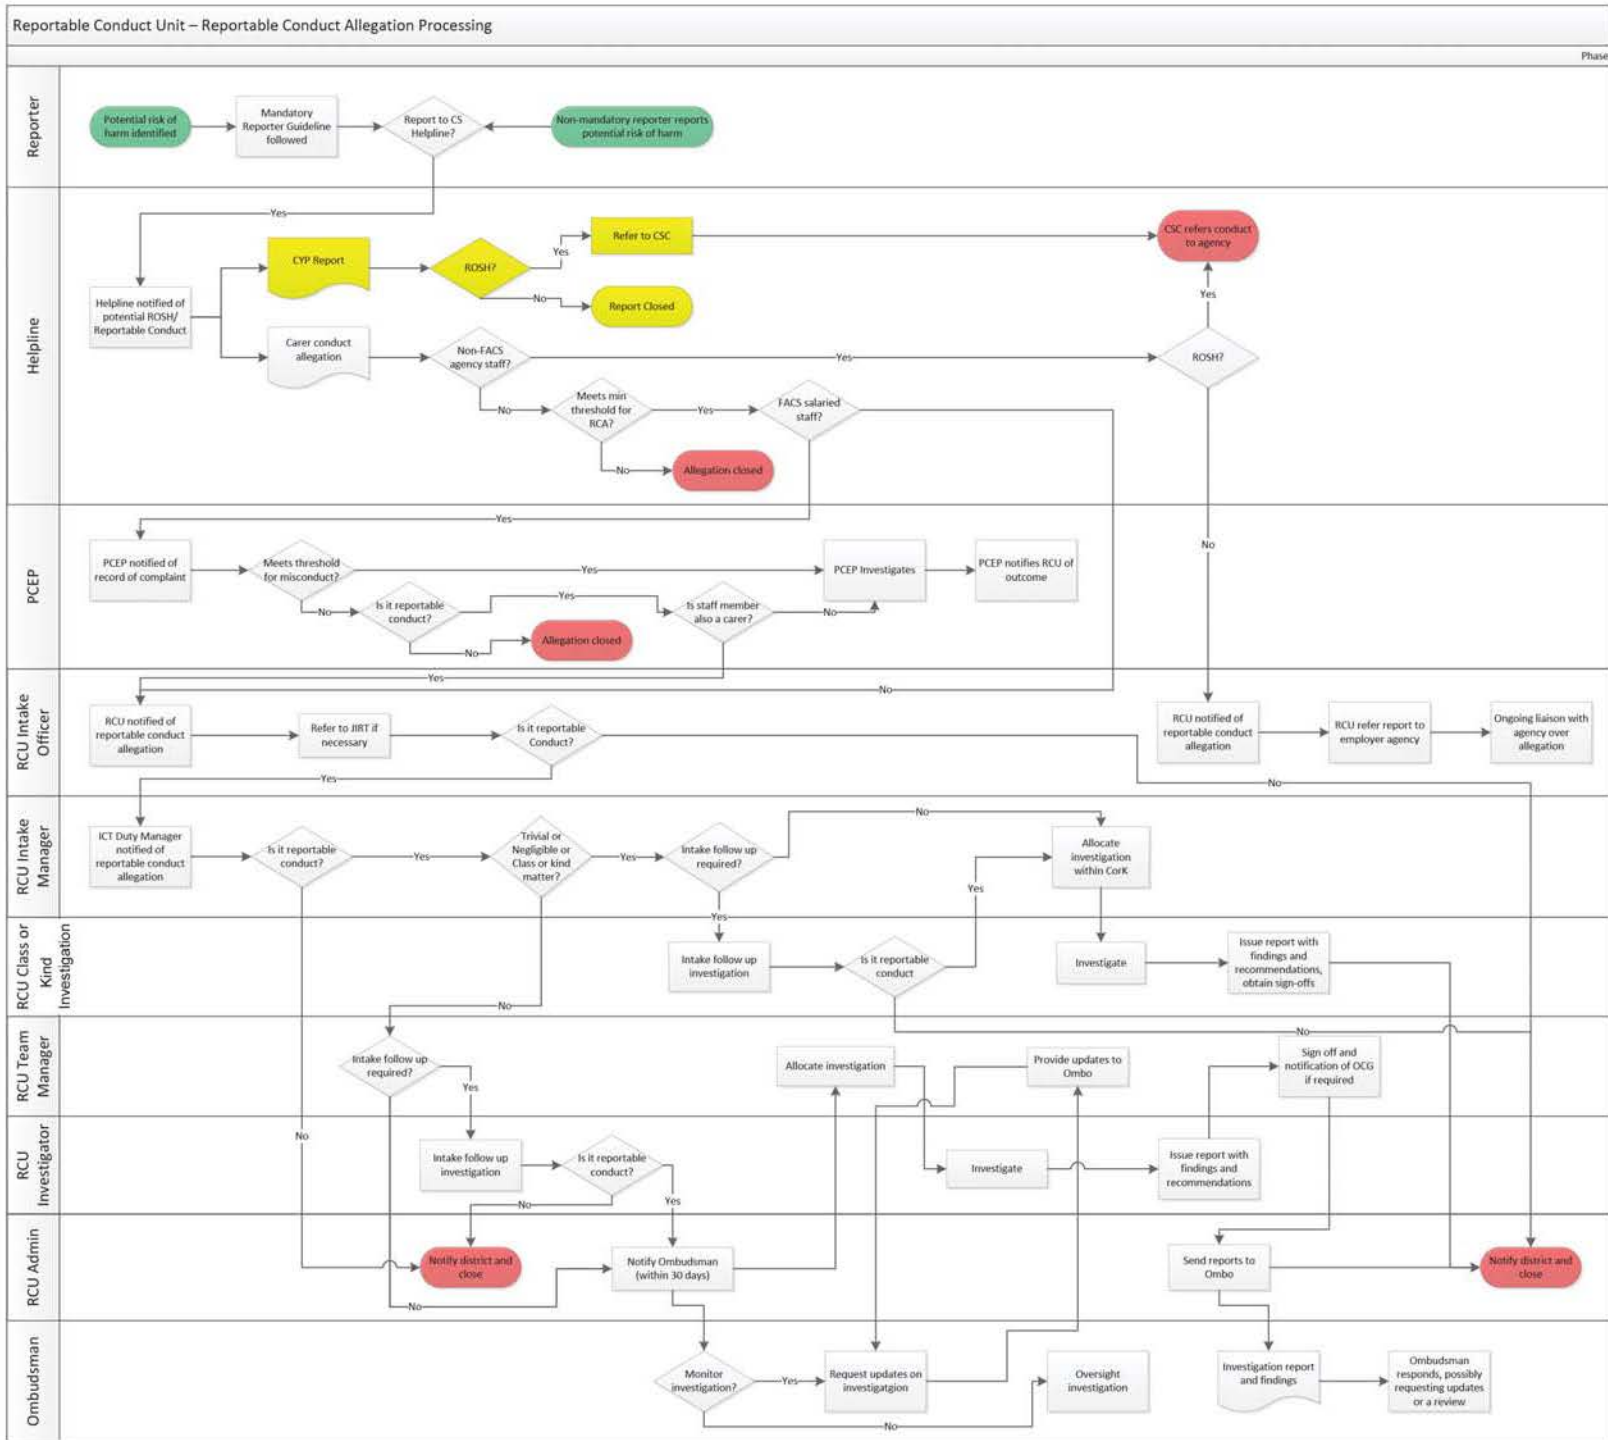 Reportable Conduct Unit – Reportable Conduct Allegation Processing
Phase
Reporter
Potential risk of
harm identified
Mandatory
Reporter Guideline
followed
Report to CS
Helpline?
Non-mandatory reporter reports
potential risk of harm
Helpline
Yes
Helpline notified of
potential ROSH/
Reportable Conduct
CYP Report
ROSH?
Yes
Refer to CSC
No
Report Closed
CSC refers conduct
to agency
Yes
Carer conduct
allegation
Non-FACS
agency staff?
Yes
ROSH?
No
Meets min
threshold for
RCA?
Yes
FACS salaried
staff?
No
Allegation closed
PCEP
Yes
PCEP notified of
record of complaint
Meets threshold
for misconduct?
Yes
PCEP Investigates
PCEP notifies RCU of
outcome
No
No
Is it reportable
conduct?
Yes
Is staff member
also a carer?
No
No
Allegation closed
RCU Intake
Officer
Yes
No
RCU notified of
reportable conduct
allegation
Refer to JIRT if
necessary
Is it reportable
Conduct?
RCU notified of
reportable conduct
allegation
RCU refer report to
employer agency
Ongoing liaison with
agency over
allegation
Yes
No
RCU Intake
Manager
ICT Duty Manager
notified of
reportable conduct
allegation
Is it reportable
conduct?
Yes
Trivial or
Negligible or
Class or kind
matter?
Yes
Intake follow up
required?
No
Allocate
investigation
within CorK
Yes
Yes
RCU Class or
Kind
Investigation
Intake follow up
investigation
Is it reportable
conduct
Investigate
Issue report with
findings and
recommendations,
obtain sign-offs
No
No
RCU Team
Manager
Intake follow up
required?
Yes
Allocate investigation
Provide updates to
Ombo
Sign off and
notification of OCG
if required
RCU
Investigator
No
Intake follow up
investigation
Is it reportable
conduct?
Yes
No
Investigate
Issue report with
findings and
recommendations
RCU Admin
Notify district and
close
Notify Ombudsman
(within 30 days)
No
Send reports to
Ombo
Notify district and
close
Ombudsman
Monitor
investigation?
Yes
Request updates on
investigatgion
No
Oversight
investigation
Investigation report
and findings
Ombudsman
responds, possibly
requesting updates
or a review